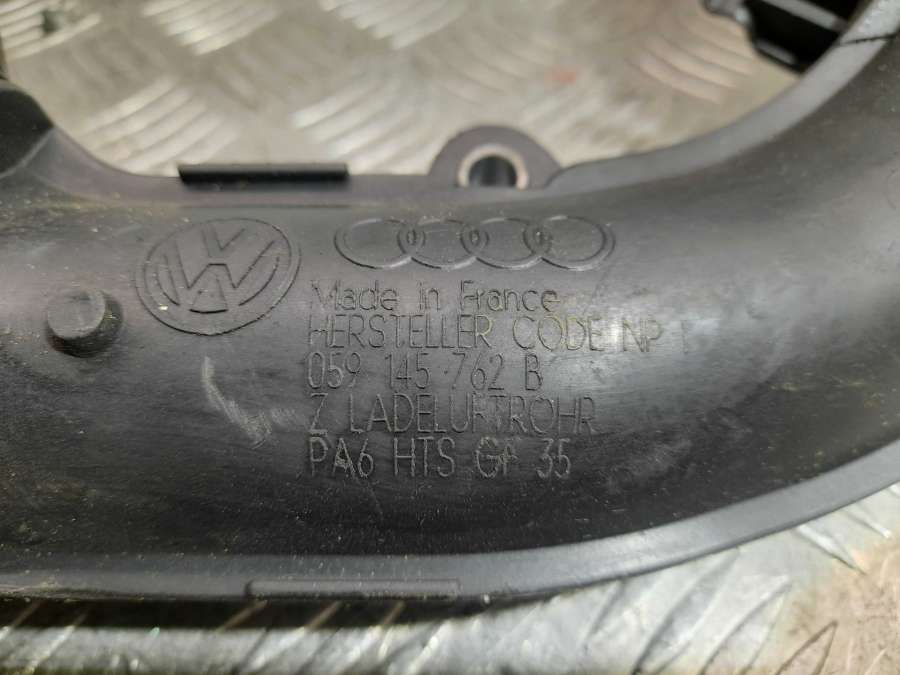 Made in France
HERSTELLER CODE NP
059 145 762 B
Z LADELUFTROHR
PA6 HTS GF 35